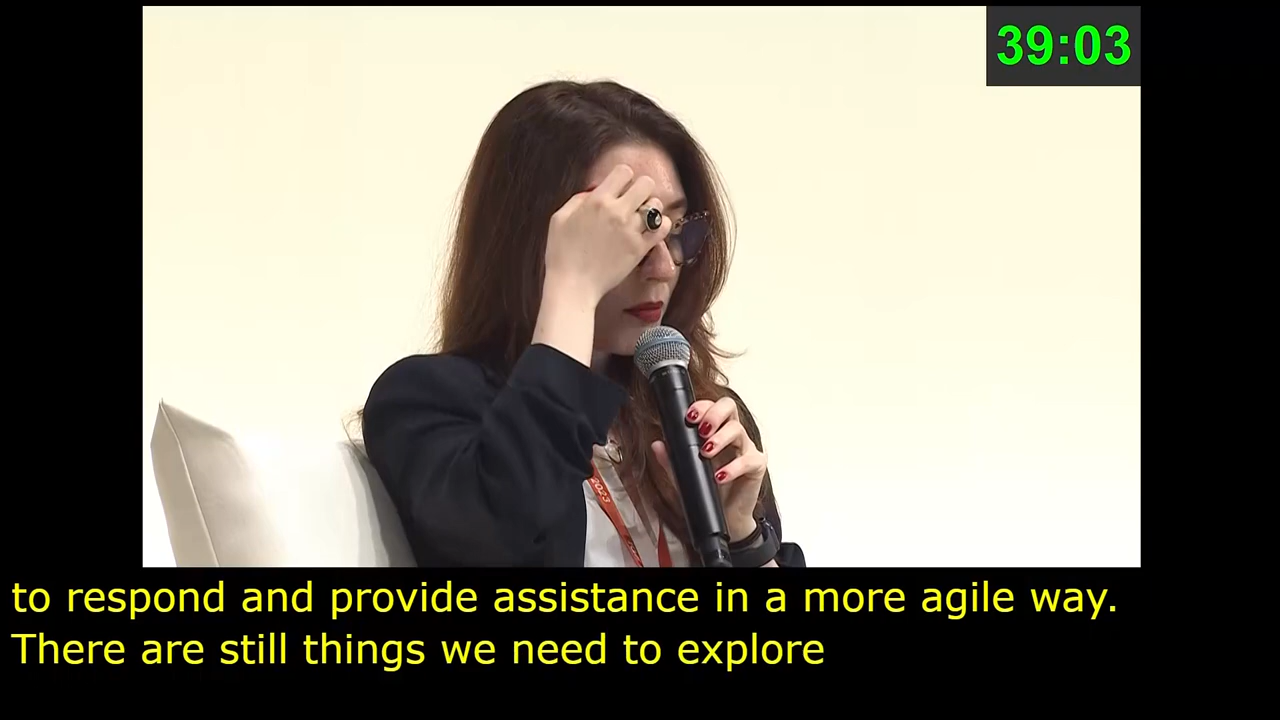 39:03
2023
to respond and provide assistance in a more agile way.
There are still things we need to explore